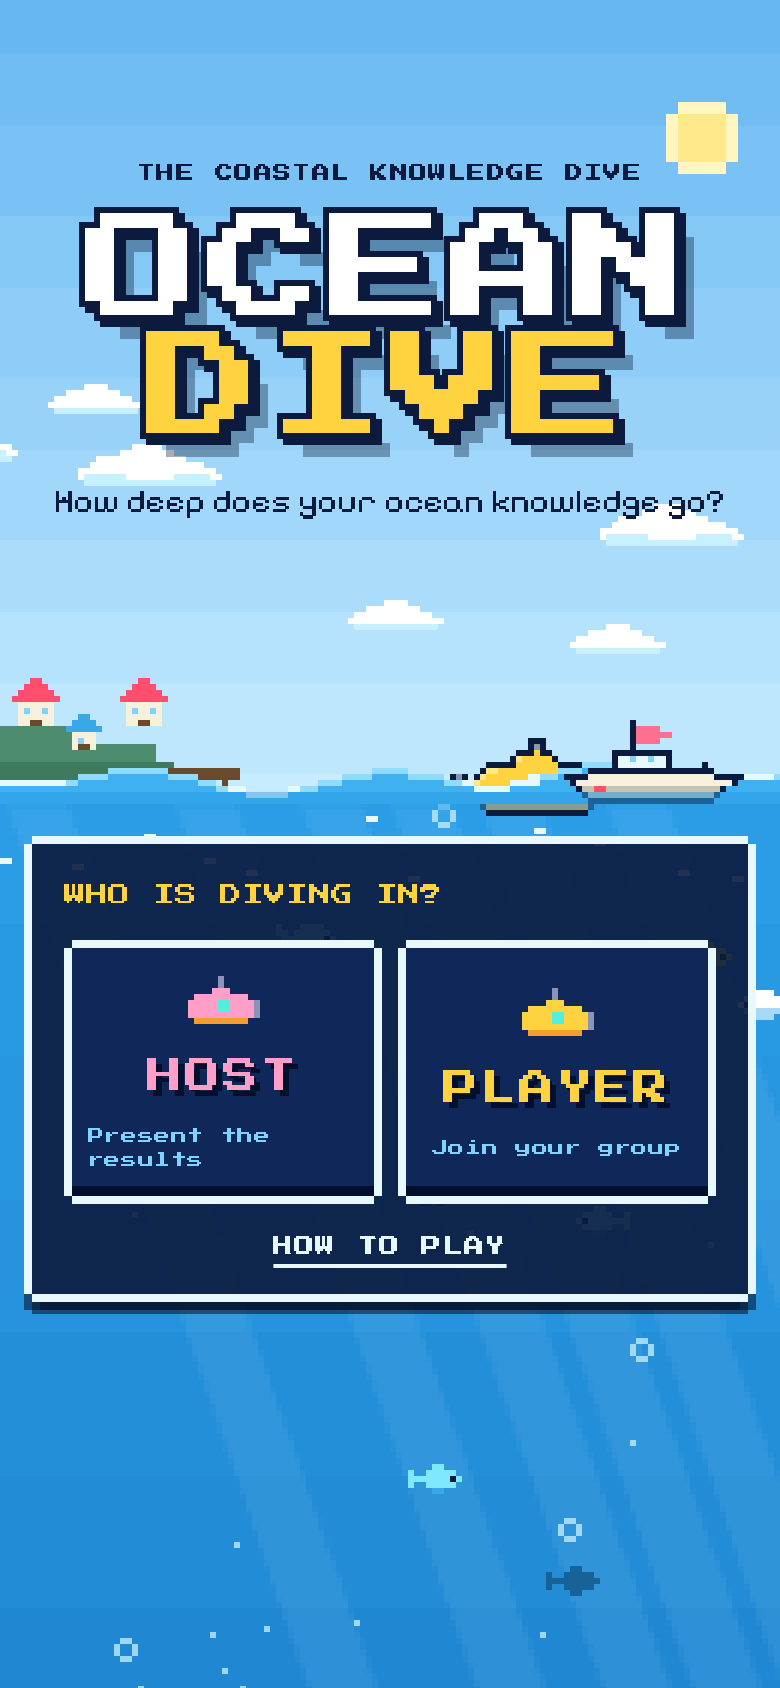 THE COASTAL KNOWLEDGE DIVE
OCEAN
DIVE
How deep does your ocean knowledge go?
WHO IS DIVING IN?
HOST
Present the
results
PLAYER
Join your group
HOW TO PLAY